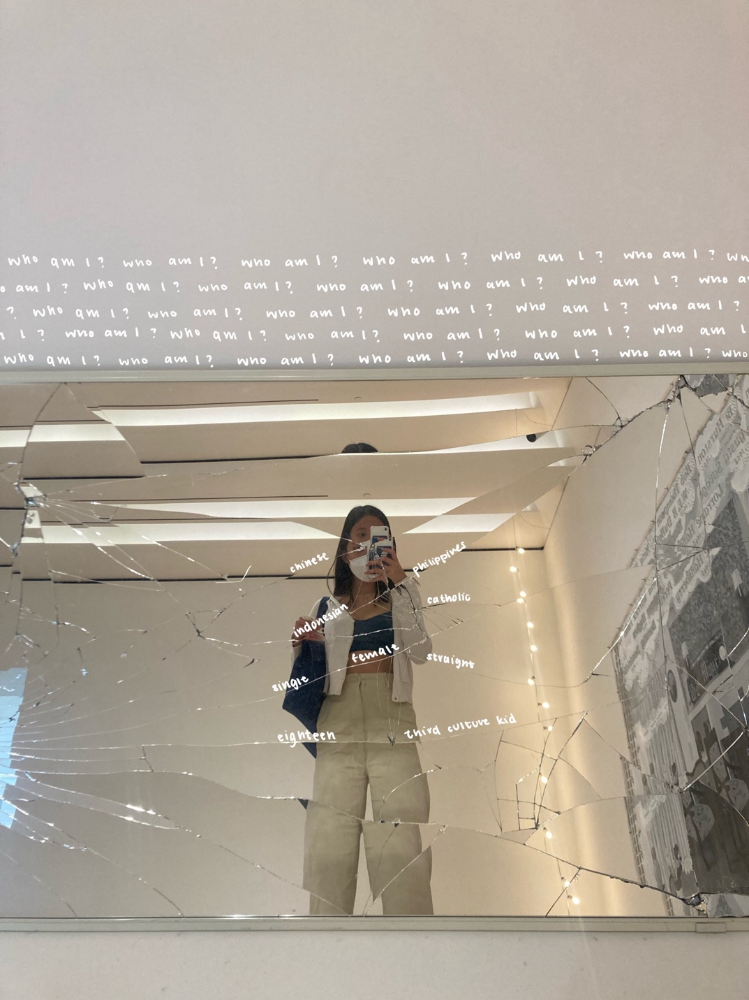 who am I? who am I? who am I? who am I? who am I? who am I?
am I? who am I? who am I? who am I? who am I? who am I? who
? who am I? who am I? who am I? who am I? who am I? who am I?
I? who am I? who am I? who am I? who am I? who am I? who am I
who am I? who am I? who am I? who am I? who am I? who am I? who
chinese
philippines
indonesian
catholic
female
straight
single
eighteen
third culture kid